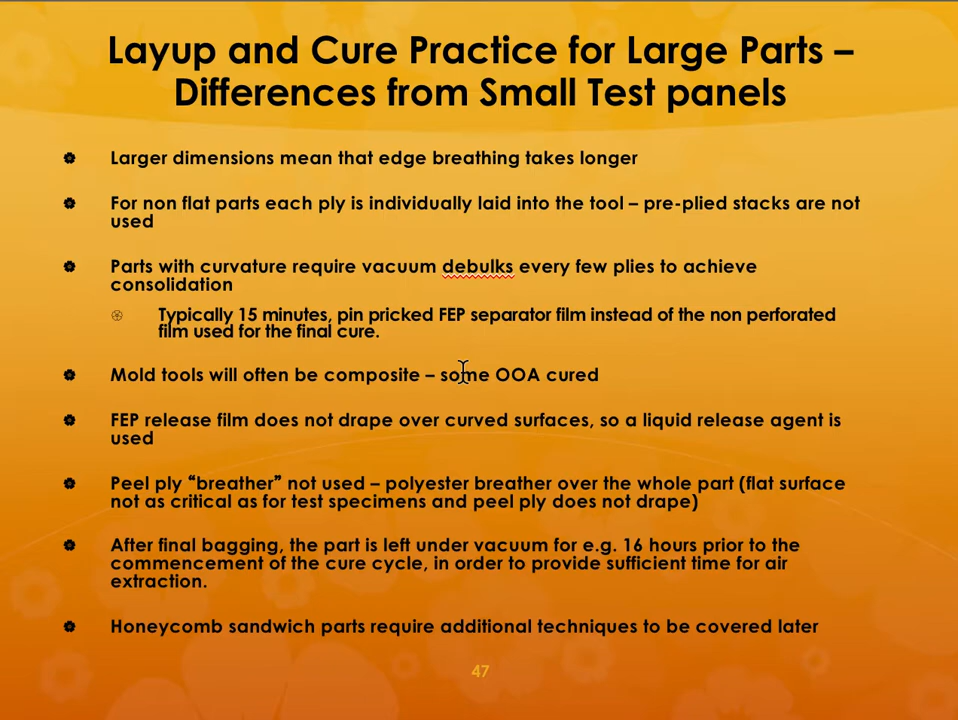 Layup and Cure Practice for Large Parts –
Differences from Small Test panels
Larger dimensions mean that edge breathing takes longer
For non flat parts each ply is individually laid into the tool – pre-plied stacks are not
used
Parts with curvature require vacuum debulks every few plies to achieve
consolidation
Typically 15 minutes, pin pricked FEP separator film instead of the non perforated
film used for the final cure.
Mold tools will often be composite – some OOA cured
FEP release film does not drape over curved surfaces, so a liquid release agent is
used
Peel ply “breather” not used – polyester breather over the whole part (flat surface
not as critical as for test specimens and peel ply does not drape)
After final bagging, the part is left under vacuum for e.g. 16 hours prior to the
commencement of the cure cycle, in order to provide sufficient time for air
extraction.
Honeycomb sandwich parts require additional techniques to be covered later
47